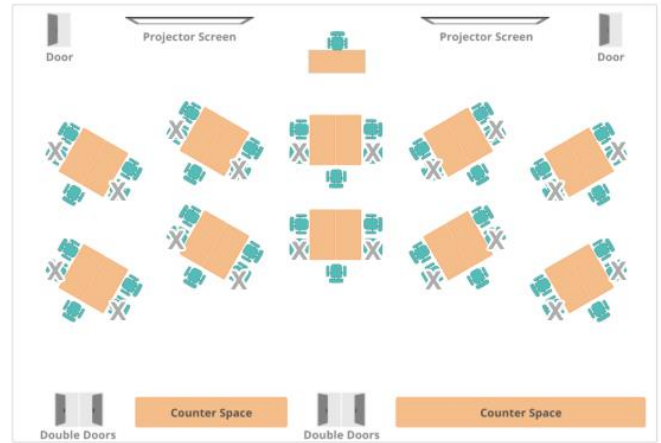 Projector Screen
Projector Screen
Door
Door
Counter Space
Counter Space
Double Doors
Double Doors